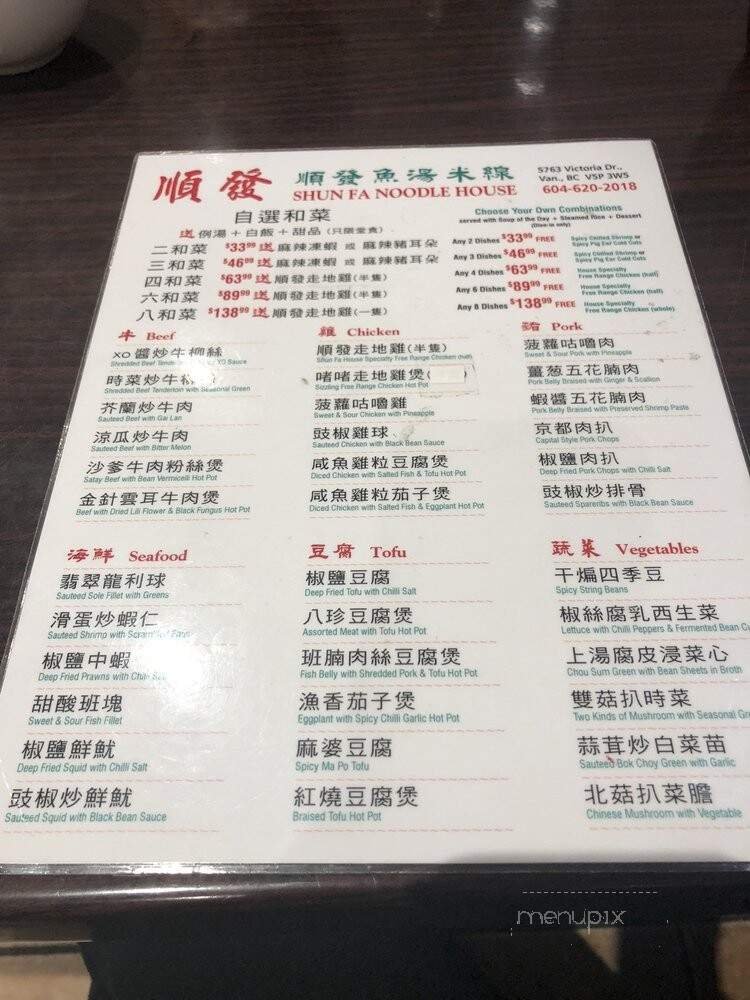 順發
順發魚湯米線
SHUN FA NOODLE HOUSE
5763 Victoria Dr.,
Van., BC V5P 3W5
604-620-2018
自選和菜
送 例湯＋白飯＋甜品 (只限堂食)
Choose Your Own Combinations
served with Soup of the Day + Steamed Rice + Dessert
(Dine-in only)
二和菜 $33.99 送 麻辣凍蝦 或 麻辣豬耳朵
Any 2 Dishes $33.99 FREE Spicy Chilled Shrimp or
Spicy Pig Ear Cold Cuts
三和菜 $46.99 送 麻辣凍蝦 或 麻辣豬耳朵
Any 3 Dishes $46.99 FREE Spicy Chilled Shrimp or
Spicy Pig Ear Cold Cuts
四和菜 $63.99 送 順發走地雞(半隻)
Any 4 Dishes $63.99 FREE House Specialty
Free Range Chicken (half)
六和菜 $89.99 送 順發走地雞(半隻)
Any 6 Dishes $89.99 FREE House Specialty
Free Range Chicken (half)
八和菜 $138.99 送 順發走地雞(一隻)
Any 8 Dishes $138.99 FREE House Specialty
Free Range Chicken (whole)
牛 Beef
XO醬炒牛柳絲
Shredded Beef XO Sauce
時菜炒牛
Shredded Beef Tenderloin with Seasonal Green
芥蘭炒牛肉
Sauteed Beef with Gai Lan
涼瓜炒牛肉
Sauteed Beef with Bitter Melon
沙爹牛肉粉絲煲
Satay Beef with Bean Vermicelli Hot Pot
金針雲耳牛肉煲
Beef with Dried Lily Flower & Black Fungus Hot Pot
雞 Chicken
順發走地雞(半隻)
Shun Fa House Specialty Free Range Chicken (half)
啫啫走地雞煲(
Sizzling Free Range Chicken Hot Pot
菠蘿咕嚕雞
Sweet & Sour Chicken with Pineapple
豉椒雞球
Sauteed Chicken with Black Bean Sauce
咸魚雞粒豆腐煲
Diced Chicken with Salted Fish & Tofu Hot Pot
咸魚雞粒茄子煲
Diced Chicken with Salted Fish & Eggplant Hot Pot
豬 Pork
菠蘿咕嚕肉
Sweet & Sour Pork with Pineapple
薑葱五花腩肉
Pork Belly Braised with Ginger & Scallion
蝦醬五花腩肉
Pork Belly Braised with Preserved Shrimp Paste
京都肉扒
Capital Style Pork Chops
椒鹽肉扒
Deep Fried Pork Chops with Chilli Salt
豉椒炒排骨
Sauteed Spareribs with Black Bean Sauce
海鮮 Seafood
翡翠龍利球
Sauteed Sole Fillet with Greens
滑蛋炒蝦仁
Sauteed Shrimp with
椒鹽中蝦
Deep Fried Prawns with
甜酸班塊
Sweet & Sour Fish Fillet
椒鹽鮮魷
Deep Fried Squid with Chilli Salt
豉椒炒鮮魷
Sauteed Squid with Black Bean Sauce
豆腐 Tofu
椒鹽豆腐
Deep Fried Tofu with Chilli Salt
八珍豆腐煲
Assorted Meat with Tofu Hot Pot
班腩肉絲豆腐煲
Fish Belly with Shredded Pork & Tofu Hot Pot
漁香茄子煲
Eggplant with Spicy Chilli Garlic Hot Pot
麻婆豆腐
Spicy Ma Po Tofu
紅燒豆腐煲
Braised Tofu Hot Pot
蔬菜 Vegetables
干煸四季豆
Spicy String Beans
椒絲腐乳西生菜
Lettuce with Chilli Peppers & Fermented Bean
上湯腐皮浸菜心
Chou Sum Green with Bean Sheets in Broth
雙菇扒時菜
Two Kinds of Mushroom with Seasonal
蒜茸炒白菜苗
Sauteed Bok Choy Green with Garlic
北菇扒菜膽
Chinese Mushroom with Vegetable
menupix